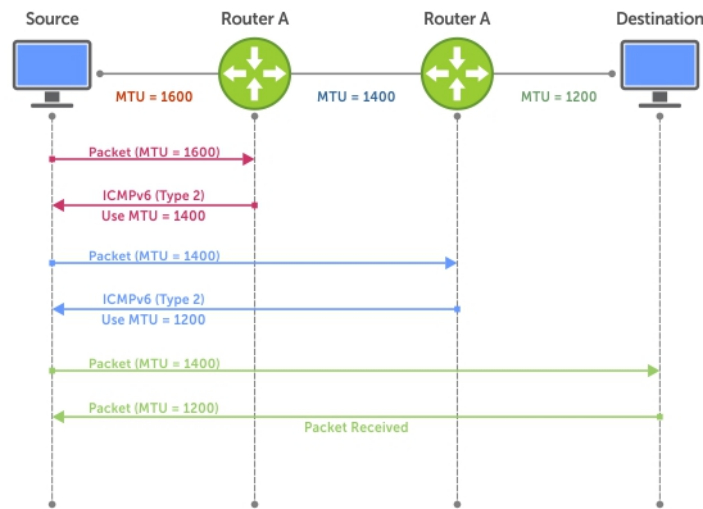 Source
Router A
Router A
Destination
MTU = 1600
MTU = 1400
MTU = 1200
Packet (MTU = 1600)
ICMPv6 (Type 2)
Use MTU = 1400
Packet (MTU = 1400)
ICMPv6 (Type 2)
Use MTU = 1200
Packet (MTU = 1400)
Packet (MTU = 1200)
Packet Received